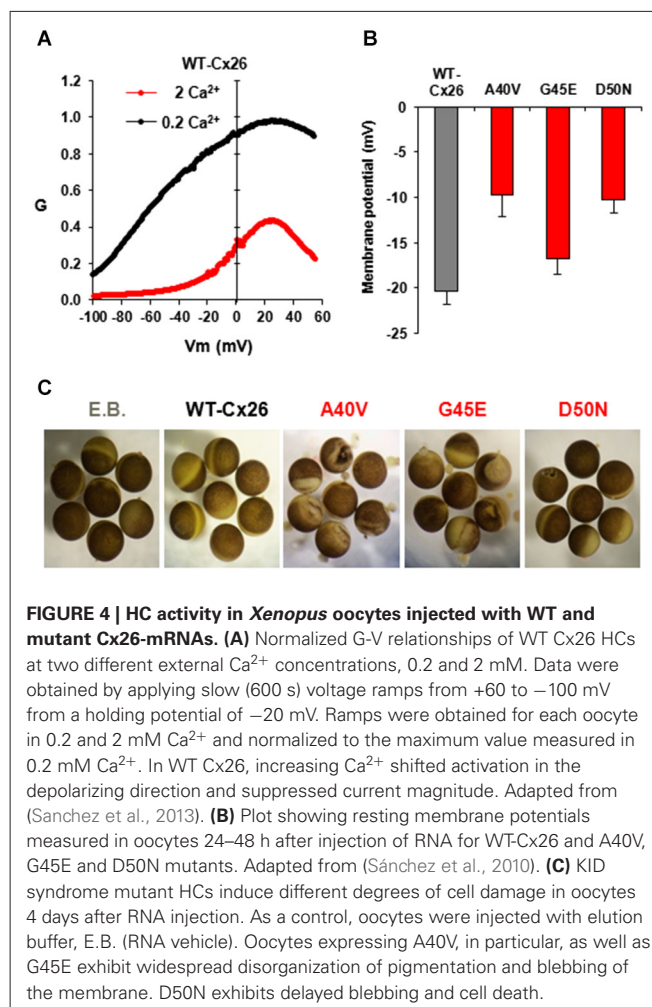 A
WT-Cx26
2 Ca²⁺
0.2 Ca²⁺
1.2
1.0
0.8
0.6
0.4
0.2
0.0
G
-100 -80 -60 -40 -20 0 20 40 60
Vm (mV)
B
WT-
Cx26 A40V G45E D50N
0
-5
-10
-15
-20
-25
Membrane potential
(mV)
C
E.B. WT-Cx26 A40V G45E D50N
FIGURE 4 | HC activity in Xenopus oocytes injected with WT and
mutant Cx26-mRNAs. (A) Normalized G-V relationships of WT Cx26 HCs
at two different external Ca²⁺ concentrations, 0.2 and 2 mM. Data were
obtained by applying slow (600 s) voltage ramps from +60 to −100 mV
from a holding potential of −20 mV. Ramps were obtained for each oocyte
in 0.2 and 2 mM Ca²⁺ and normalized to the maximum value measured in
0.2 mM Ca²⁺. In WT Cx26, increasing Ca²⁺ shifted activation in the
depolarizing direction and suppressed current magnitude. Adapted from
(Sanchez et al., 2013). (B) Plot showing resting membrane potentials
measured in oocytes 24–48 h after injection of RNA for WT-Cx26 and A40V,
G45E and D50N mutants. Adapted from (Sánchez et al., 2010). (C) KID
syndrome mutant HCs induce different degrees of cell damage in oocytes
4 days after RNA injection. As a control, oocytes were injected with elution
buffer, E.B. (RNA vehicle). Oocytes expressing A40V, in particular, as well as
G45E exhibit widespread disorganization of pigmentation and blebbing of
the membrane. D50N exhibits delayed blebbing and cell death.